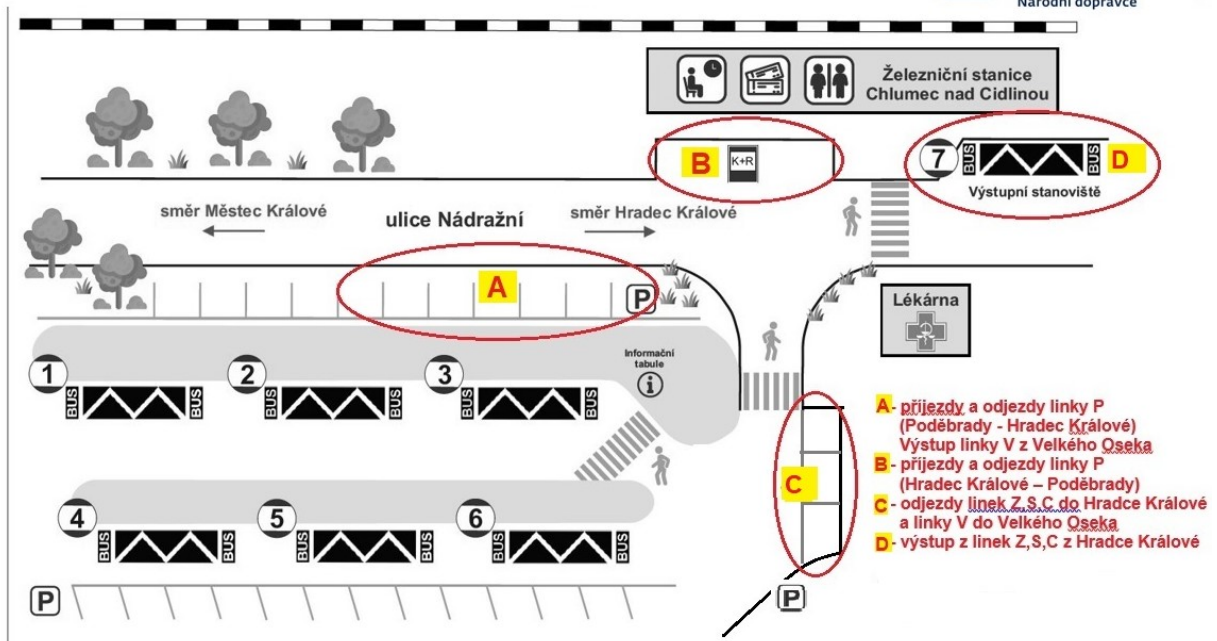 Národní dopravce
Železniční stanice
Chlumec nad Cidlinou
B
K+R
7
BUS
BUS
D
Výstupní stanoviště
směr Městec Králové
ulice Nádražní
směr Hradec Králové
A
P
Lékárna
Informační
tabule
i
1
BUS
BUS
2
BUS
BUS
3
BUS
BUS
A - příjezdy a odjezdy linky P
(Poděbrady - Hradec Králové)
Výstup linky V z Velkého Oseka
B - příjezdy a odjezdy linky P
(Hradec Králové – Poděbrady)
C - odjezdy linek Z,S,C do Hradce Králové
a linky V do Velkého Oseka
D - výstup z linek Z,S,C z Hradce Králové
C
4
BUS
BUS
5
BUS
BUS
6
BUS
BUS
P
P